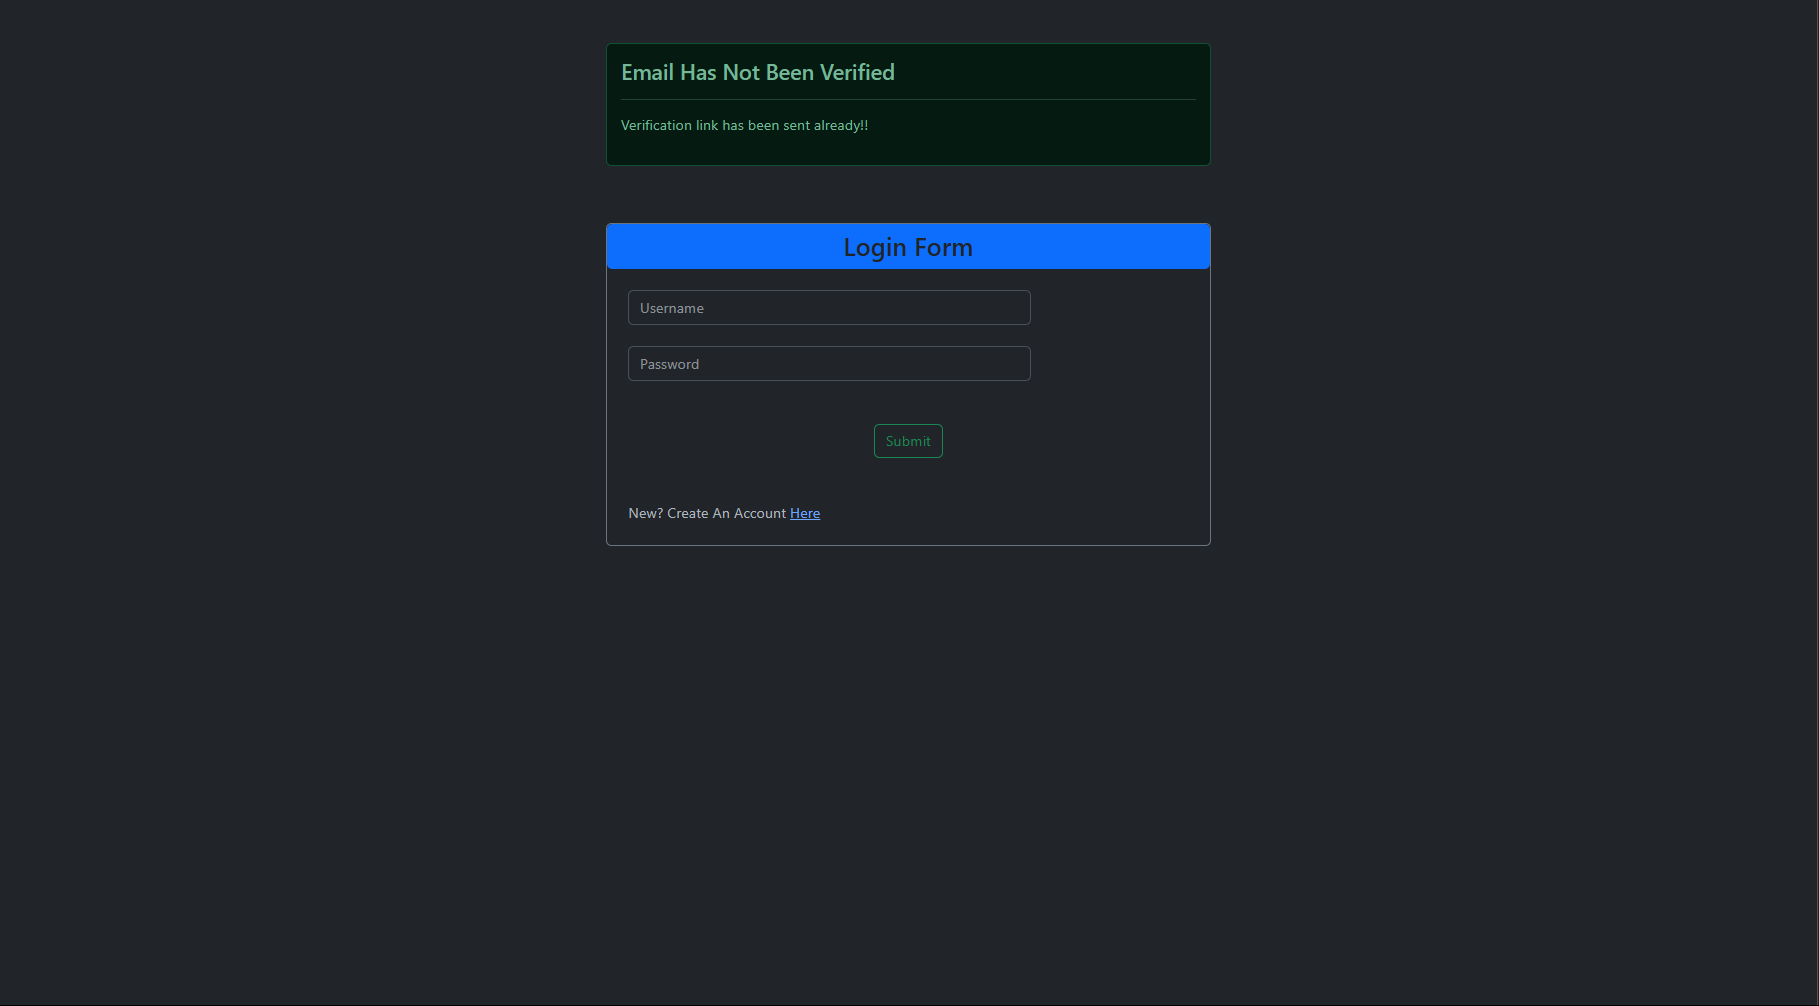 Email Has Not Been Verified
Verification link has been sent already!!
Login Form
Username
Password
Submit
New? Create An Account Here